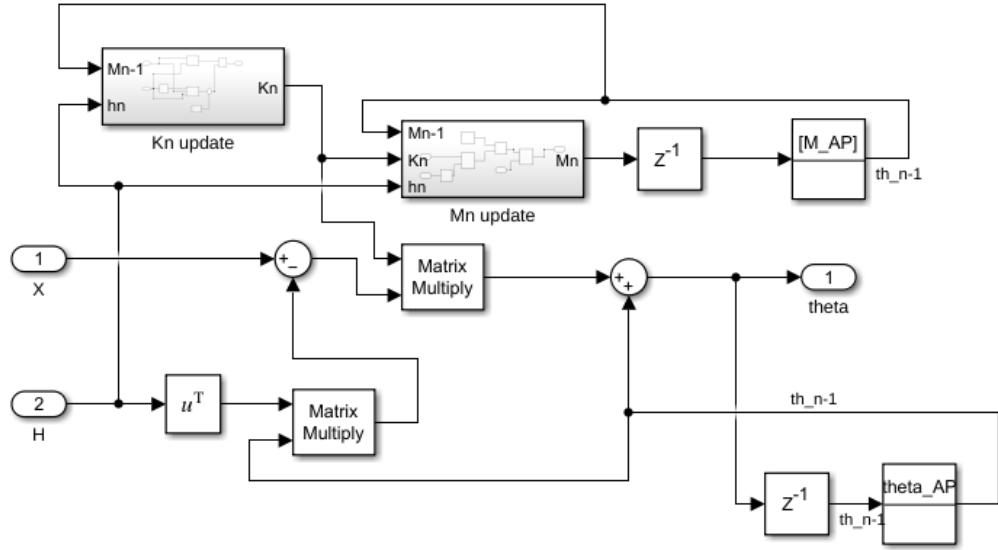 Mn-1
hn
Kn
Kn update
Mn-1
Kn
hn
Mn
Mn update
Z-1
[M_AP]
th_n-1
1
X
+
−
Matrix
Multiply
+
+
1
theta
2
H
uT
Matrix
Multiply
th_n-1
Z-1
th_n-1
theta_AP